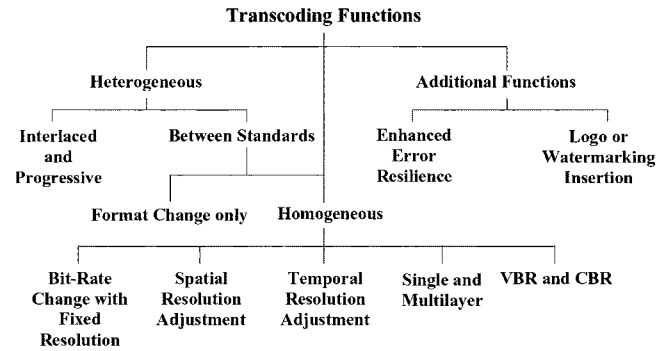 Transcoding Functions
Heterogeneous
Additional Functions
Interlaced
and
Progressive
Between Standards
Enhanced
Error
Resilience
Logo or
Watermarking
Insertion
Format Change only
Homogeneous
Bit-Rate
Change with
Fixed
Resolution
Spatial
Resolution
Adjustment
Temporal
Resolution
Adjustment
Single and
Multilayer
VBR and CBR